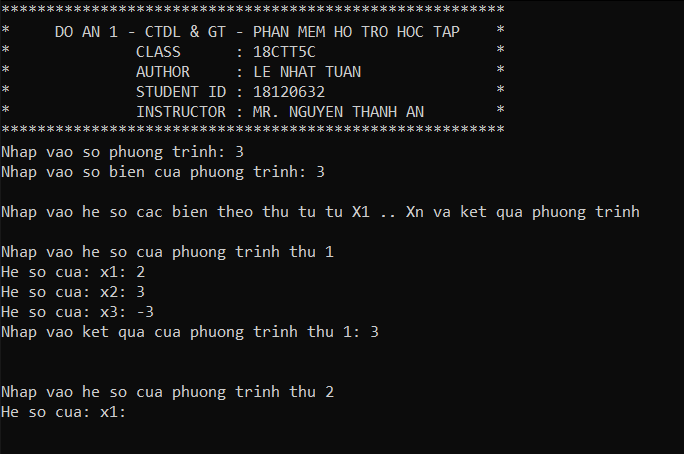 ********************************************************
*     DO AN 1 - CTDL & GT - PHAN MEM HO TRO HOC TAP    *
*              CLASS      : 18CTT5C                    *
*              AUTHOR     : LE NHAT TUAN               *
*              STUDENT ID : 18120632                   *
*              INSTRUCTOR : MR. NGUYEN THANH AN        *
********************************************************
Nhap vao so phuong trinh: 3
Nhap vao so bien cua phuong trinh: 3
Nhap vao he so cac bien theo thu tu tu X1 .. Xn va ket qua phuong trinh
Nhap vao he so cua phuong trinh thu 1
He so cua: x1: 2
He so cua: x2: 3
He so cua: x3: -3
Nhap vao ket qua cua phuong trinh thu 1: 3
Nhap vao he so cua phuong trinh thu 2
He so cua: x1: